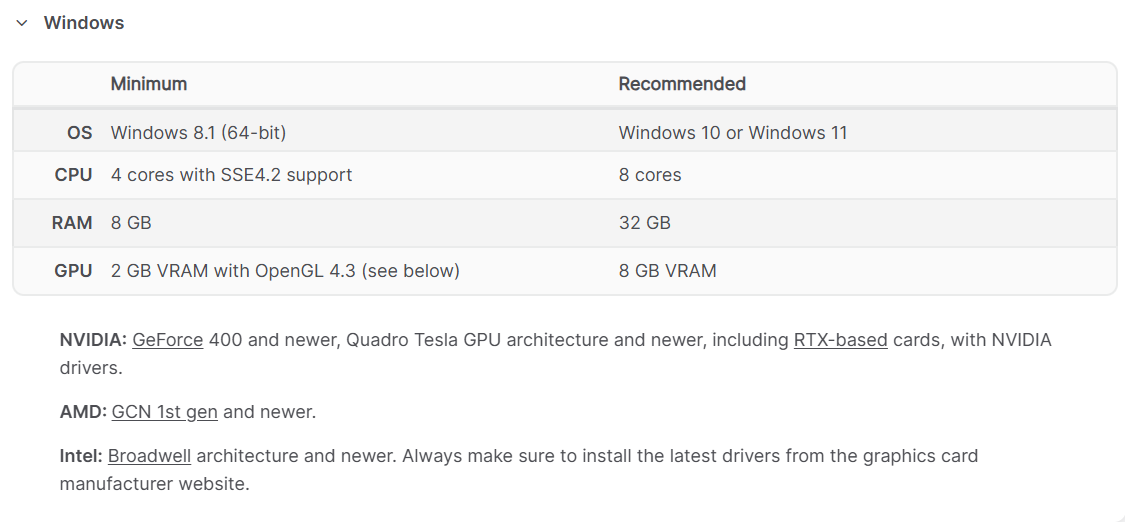 Windows
Minimum Recommended
OS Windows 8.1 (64-bit) Windows 10 or Windows 11
CPU 4 cores with SSE4.2 support 8 cores
RAM 8 GB 32 GB
GPU 2 GB VRAM with OpenGL 4.3 (see below) 8 GB VRAM
NVIDIA: GeForce 400 and newer, Quadro Tesla GPU architecture and newer, including RTX-based cards, with NVIDIA
drivers.
AMD: GCN 1st gen and newer.
Intel: Broadwell architecture and newer. Always make sure to install the latest drivers from the graphics card
manufacturer website.